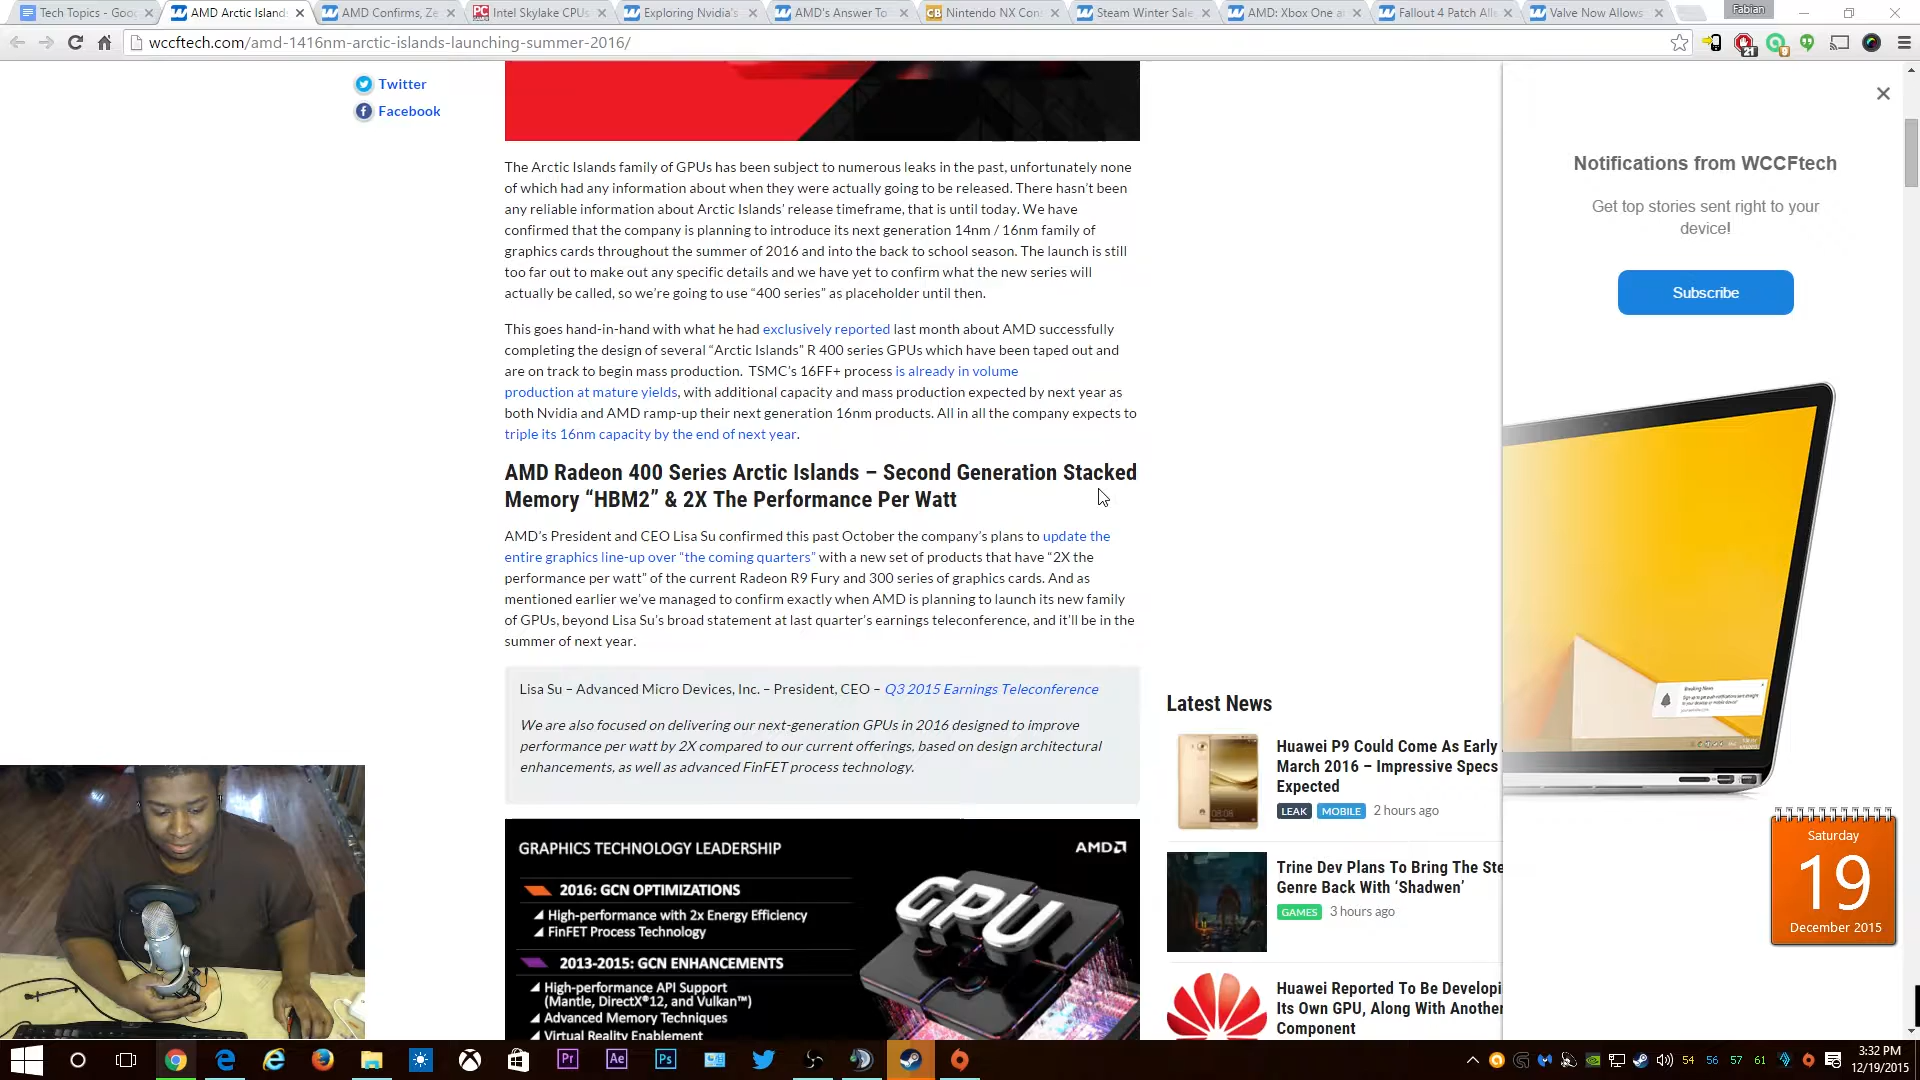 Tech Topics - Goo
AMD Arctic Island
AMD Confirms, Ze
Intel Skylake CPUs
Exploring Nvidia's
AMD's Answer To
Nintendo NX Con
Steam Winter Sale
AMD: Xbox One a
Fallout 4 Patch Alle
Valve Now Allows
Fabian
wccftech.com/amd-1416nm-arctic-islands-launching-summer-2016/
Twitter
Facebook
The Arctic Islands family of GPUs has been subject to numerous leaks in the past, unfortunately none
of which had any information about when they were actually going to be released. There hasn't been
any reliable information about Arctic Islands' release timeframe, that is until today. We have
confirmed that the company is planning to introduce its next generation 14nm / 16nm family of
graphics cards throughout the summer of 2016 and into the back to school season. The launch is still
too far out to make out any specific details and we have yet to confirm what the new series will
actually be called, so we're going to use "400 series" as placeholder until then.
This goes hand-in-hand with what he had exclusively reported last month about AMD successfully
completing the design of several "Arctic Islands" R 400 series GPUs which have been taped out and
are on track to begin mass production. TSMC's 16FF+ process is already in volume
production at mature yields, with additional capacity and mass production expected by next year as
both Nvidia and AMD ramp-up their next generation 16nm products. All in all the company expects to
triple its 16nm capacity by the end of next year.
AMD Radeon 400 Series Arctic Islands – Second Generation Stacked
Memory "HBM2" & 2X The Performance Per Watt
AMD's President and CEO Lisa Su confirmed this past October the company's plans to update the
entire graphics line-up over "the coming quarters" with a new set of products that have "2X the
performance per watt" of the current Radeon R9 Fury and 300 series of graphics cards. And as
mentioned earlier we've managed to confirm exactly when AMD is planning to launch its new family
of GPUs, beyond Lisa Su's broad statement at last quarter's earnings teleconference, and it'll be in the
summer of next year.
Lisa Su – Advanced Micro Devices, Inc. – President, CEO – Q3 2015 Earnings Teleconference
We are also focused on delivering our next-generation GPUs in 2016 designed to improve
performance per watt by 2X compared to our current offerings, based on design architectural
enhancements, as well as advanced FinFET process technology.
GRAPHICS TECHNOLOGY LEADERSHIP
AMD
2016: GCN OPTIMIZATIONS
High-performance with 2x Energy Efficiency
FinFET Process Technology
2013-2015: GCN ENHANCEMENTS
High-performance API Support
(Mantle, DirectX®12, and Vulkan™)
Advanced Memory Techniques
Virtual Reality Enablement
GPU
Notifications from WCCFtech
Get top stories sent right to your
device!
Subscribe
Breaking News
Latest News
Huawei P9 Could Come As Early
March 2016 – Impressive Specs
Expected
LEAK MOBILE 2 hours ago
Trine Dev Plans To Bring The Ste
Genre Back With 'Shadwen'
GAMES 3 hours ago
Huawei Reported To Be Developi
Its Own GPU, Along With Another
Component
Saturday
19
December 2015
Pr Ae Ps
54 56 57 61
3:32 PM
12/19/2015